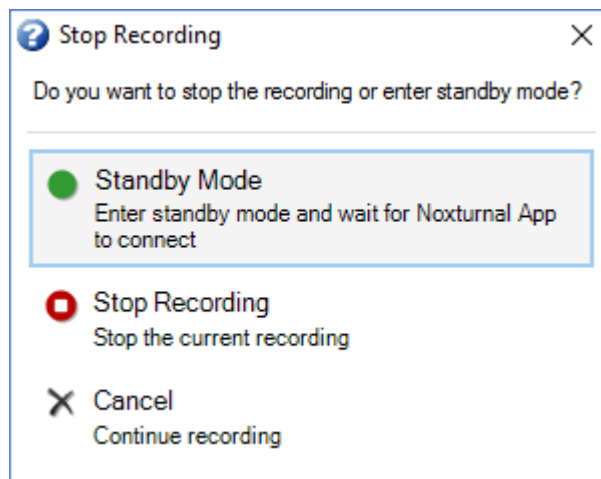 Stop Recording
Do you want to stop the recording or enter standby mode?
Standby Mode
Enter standby mode and wait for Noxturnal App
to connect
Stop Recording
Stop the current recording
Cancel
Continue recording